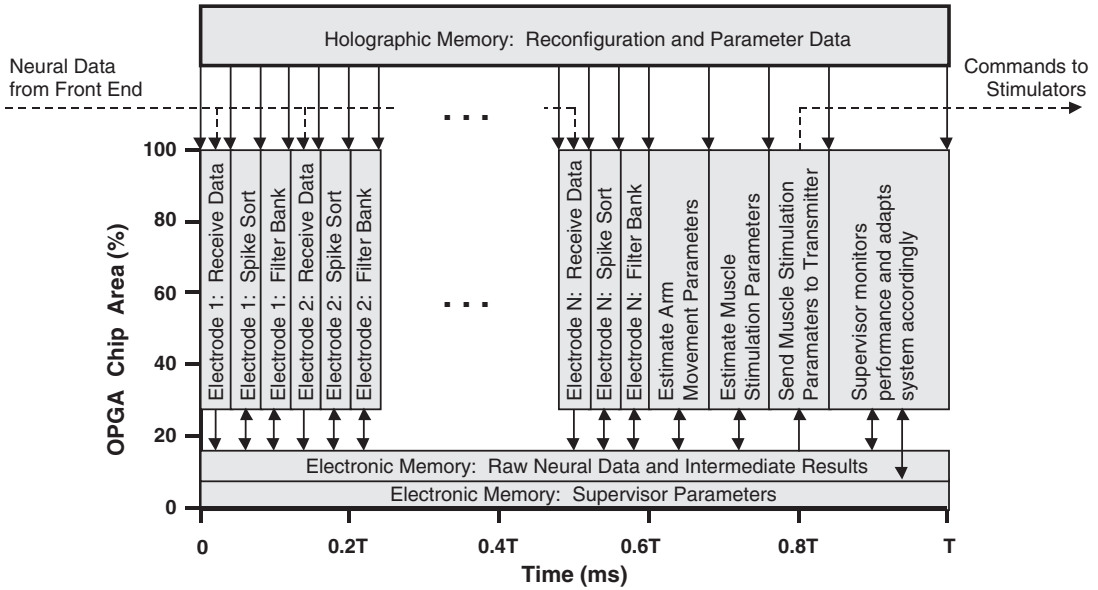 Holographic Memory: Reconfiguration and Parameter Data
Neural Data
from Front End
Commands to
Stimulators
. . .
OPGA Chip Area (%)
100
80
60
40
20
0
Electrode 1: Receive Data
Electrode 1: Spike Sort
Electrode 1: Filter Bank
Electrode 2: Receive Data
Electrode 2: Spike Sort
Electrode 2: Filter Bank
. . .
Electrode N: Receive Data
Electrode N: Spike Sort
Electrode N: Filter Bank
Estimate Arm
Movement Parameters
Estimate Muscle
Stimulation Parameters
Send Muscle Stimulation
Paramaters to Transmitter
Supervisor monitors
performance and adapts
system accordingly
Electronic Memory: Raw Neural Data and Intermediate Results
Electronic Memory: Supervisor Parameters
0
0.2T
0.4T
0.6T
0.8T
T
Time (ms)